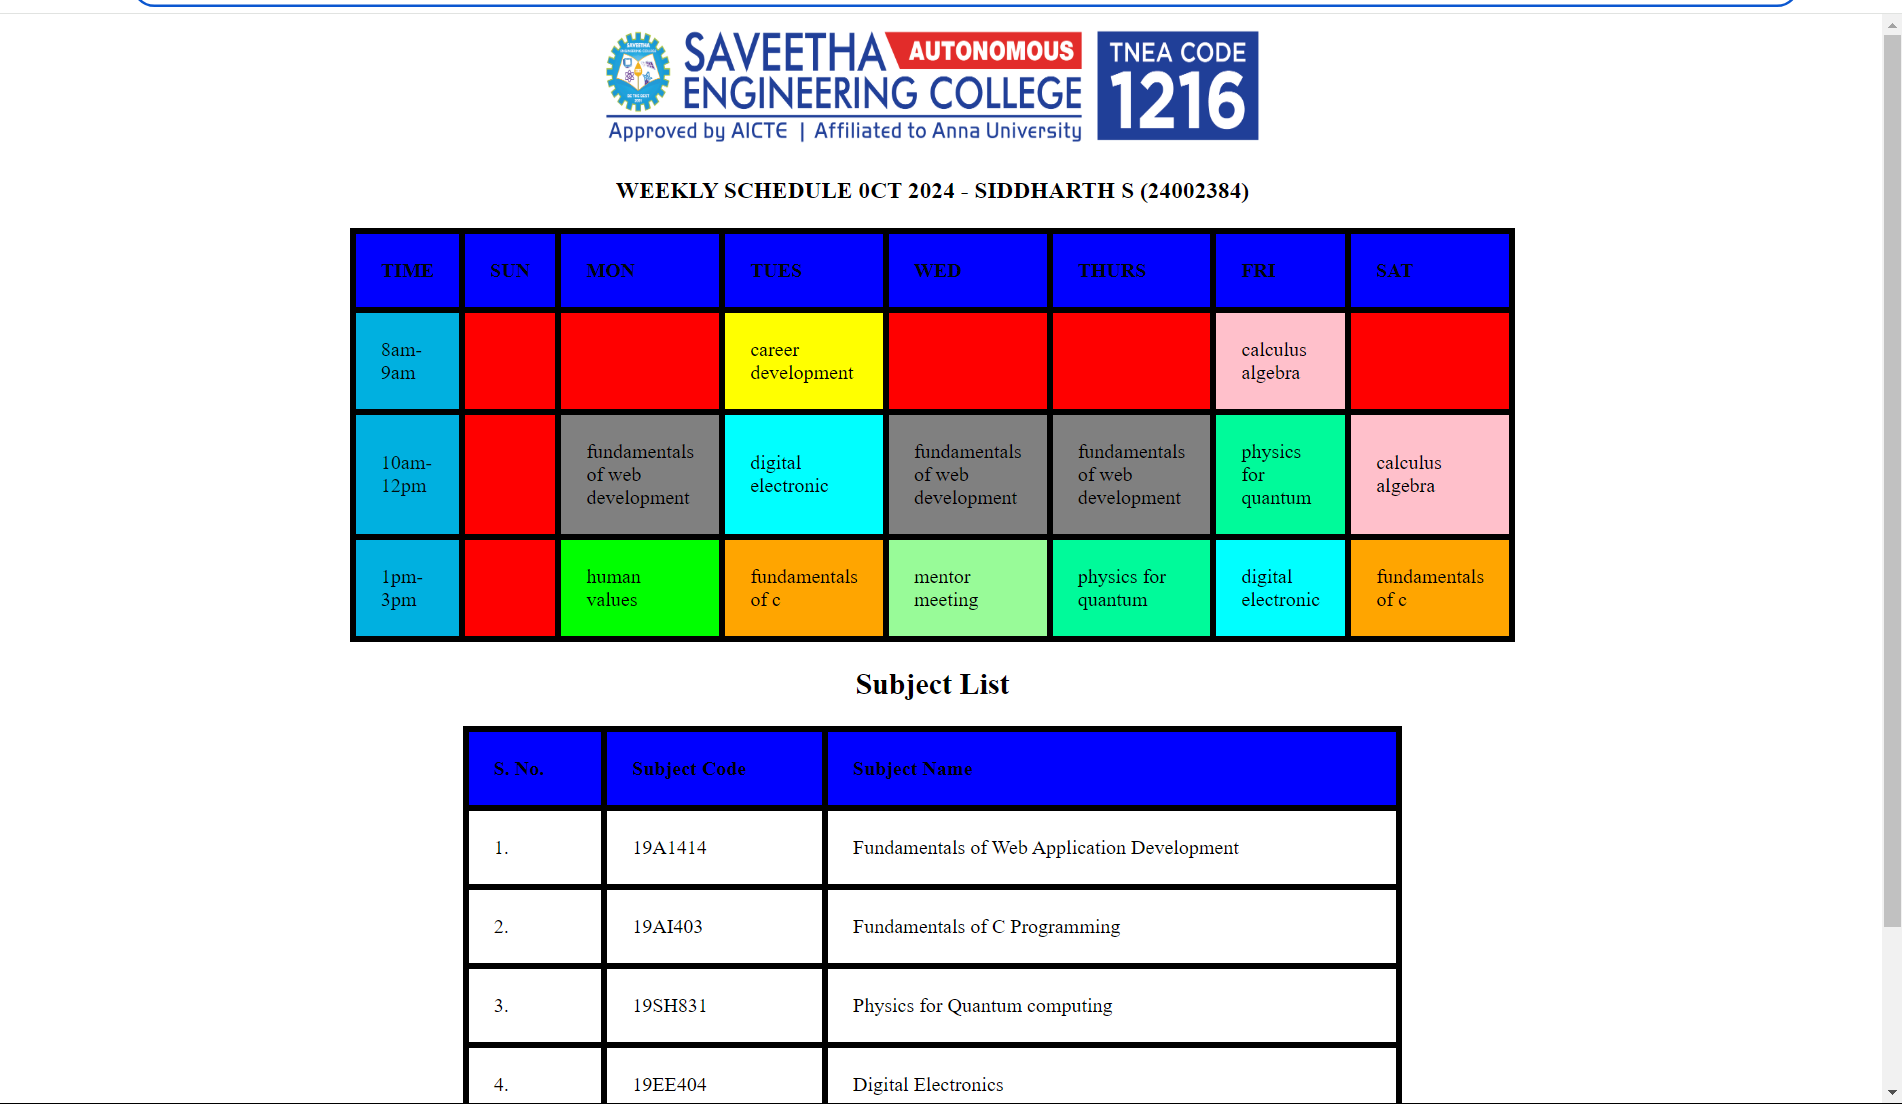 SAVEETHA AUTONOMOUS
ENGINEERING COLLEGE
Approved by AICTE | Affiliated to Anna University
TNEA CODE
1216
WEEKLY SCHEDULE 0CT 2024 - SIDDHARTH S (24002384)
TIME SUN MON TUES WED THURS FRI SAT
8am-
9am
career
development
calculus
algebra
10am-
12pm
fundamentals
of web
development
digital
electronic
fundamentals
of web
development
fundamentals
of web
development
physics
for
quantum
calculus
algebra
1pm-
3pm
human
values
fundamentals
of c
mentor
meeting
physics for
quantum
digital
electronic
fundamentals
of c
Subject List
S. No. Subject Code Subject Name
1. 19A1414 Fundamentals of Web Application Development
2. 19AI403 Fundamentals of C Programming
3. 19SH831 Physics for Quantum computing
4. 19EE404 Digital Electronics